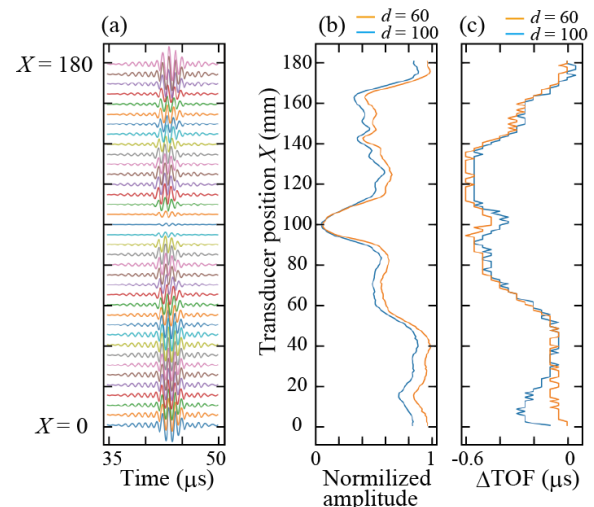 (a)
(b)
d = 60
d = 100
(c)
d = 60
d = 100
X = 180
X = 0
35
50
Time (μs)
Transducer position X (mm)
180
160
140
120
100
80
60
40
20
0
0
1
Normilized
amplitude
-0.6
0
ΔTOF (μs)